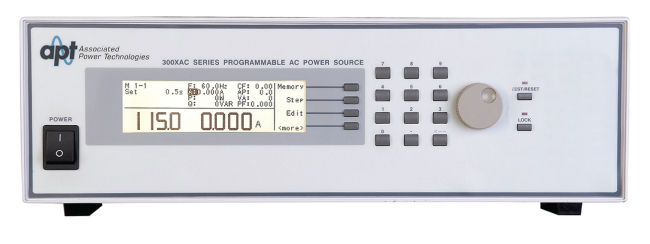 apt Associated
Power Technologies
300XAC SERIES PROGRAMMABLE AC POWER SOURCE
M 1-1 F: 60.0Hz CF: 0.00 Memory
Set 0.5s 0.000A AP: 0.0
P: 0W VA: 0 Step
Q: 0VAR PF:0.000
Edit
115.0 0.000 A
<more>
POWER
7 8 9
4 5 6
1 2 3
0 . <--
TEST/RESET
LOCK